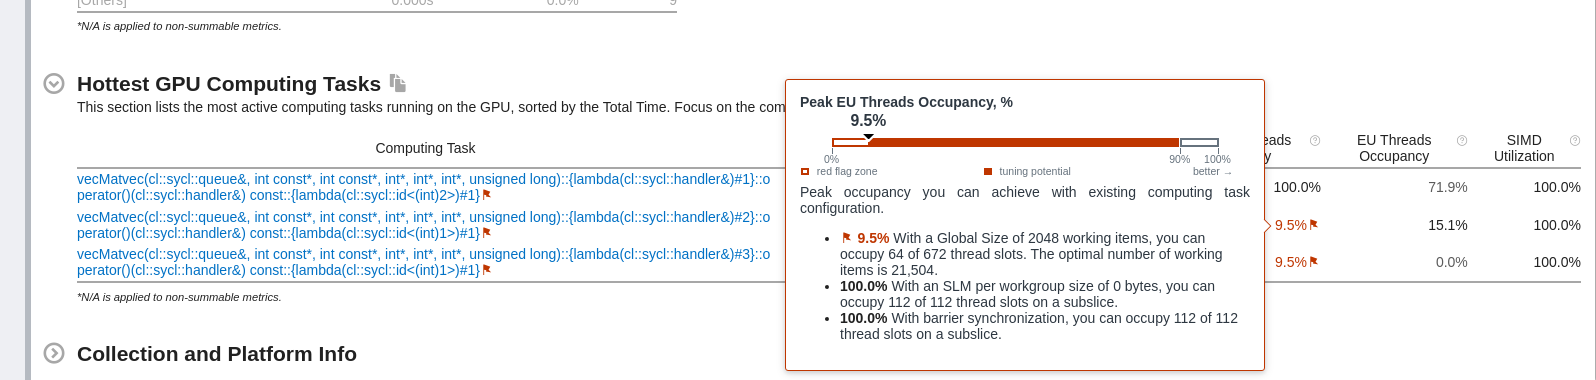 [Others] 0.000s 0.0% 9
*N/A is applied to non-summable metrics.
Hottest GPU Computing Tasks
This section lists the most active computing tasks running on the GPU, sorted by the Total Time. Focus on the com
Computing Task
EU Threads Occupancy
SIMD Utilization
vecMatvec(cl::sycl::queue&, int const*, int const*, int*, int*, int*, unsigned long)::{lambda(cl::sycl::handler&)#1}::o
perator()(cl::sycl::handler&) const::{lambda(cl::sycl::id<(int)2>)#1}
100.0% 71.9% 100.0%
vecMatvec(cl::sycl::queue&, int const*, int const*, int*, int*, int*, unsigned long)::{lambda(cl::sycl::handler&)#2}::o
perator()(cl::sycl::handler&) const::{lambda(cl::sycl::id<(int)1>)#1}
9.5% 15.1% 100.0%
vecMatvec(cl::sycl::queue&, int const*, int const*, int*, int*, int*, unsigned long)::{lambda(cl::sycl::handler&)#3}::o
perator()(cl::sycl::handler&) const::{lambda(cl::sycl::id<(int)1>)#1}
9.5% 0.0% 100.0%
*N/A is applied to non-summable metrics.
Peak EU Threads Occupancy, %
9.5%
0% 90% 100%
red flag zone tuning potential better →
Peak occupancy you can achieve with existing computing task
configuration.
• 9.5% With a Global Size of 2048 working items, you can
occupy 64 of 672 thread slots. The optimal number of working
items is 21,504.
• 100.0% With an SLM per workgroup size of 0 bytes, you can
occupy 112 of 112 thread slots on a subslice.
• 100.0% With barrier synchronization, you can occupy 112 of 112
thread slots on a subslice.
Collection and Platform Info